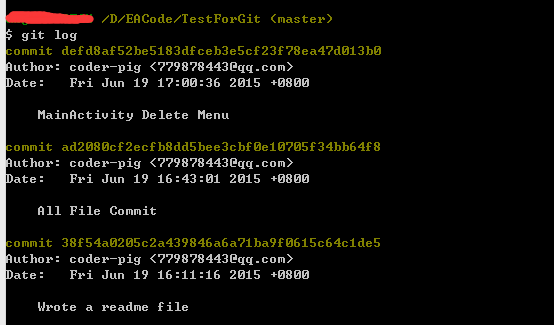 /D/EACode/TestForGit (master)
$ git log
commit defd8af52be5183dfceb3e5cf23f78ea47d013b0
Author: coder-pig <779878443@qq.com>
Date:   Fri Jun 19 17:00:36 2015 +0800
MainActivity Delete Menu
commit ad2080cf2ecfb8dd5bee3cbf0e10705f34bb64f8
Author: coder-pig <779878443@qq.com>
Date:   Fri Jun 19 16:43:01 2015 +0800
All File Commit
commit 38f54a0205c2a439846a6a71ba9f0615c64c1de5
Author: coder-pig <779878443@qq.com>
Date:   Fri Jun 19 16:11:16 2015 +0800
Wrote a readme file